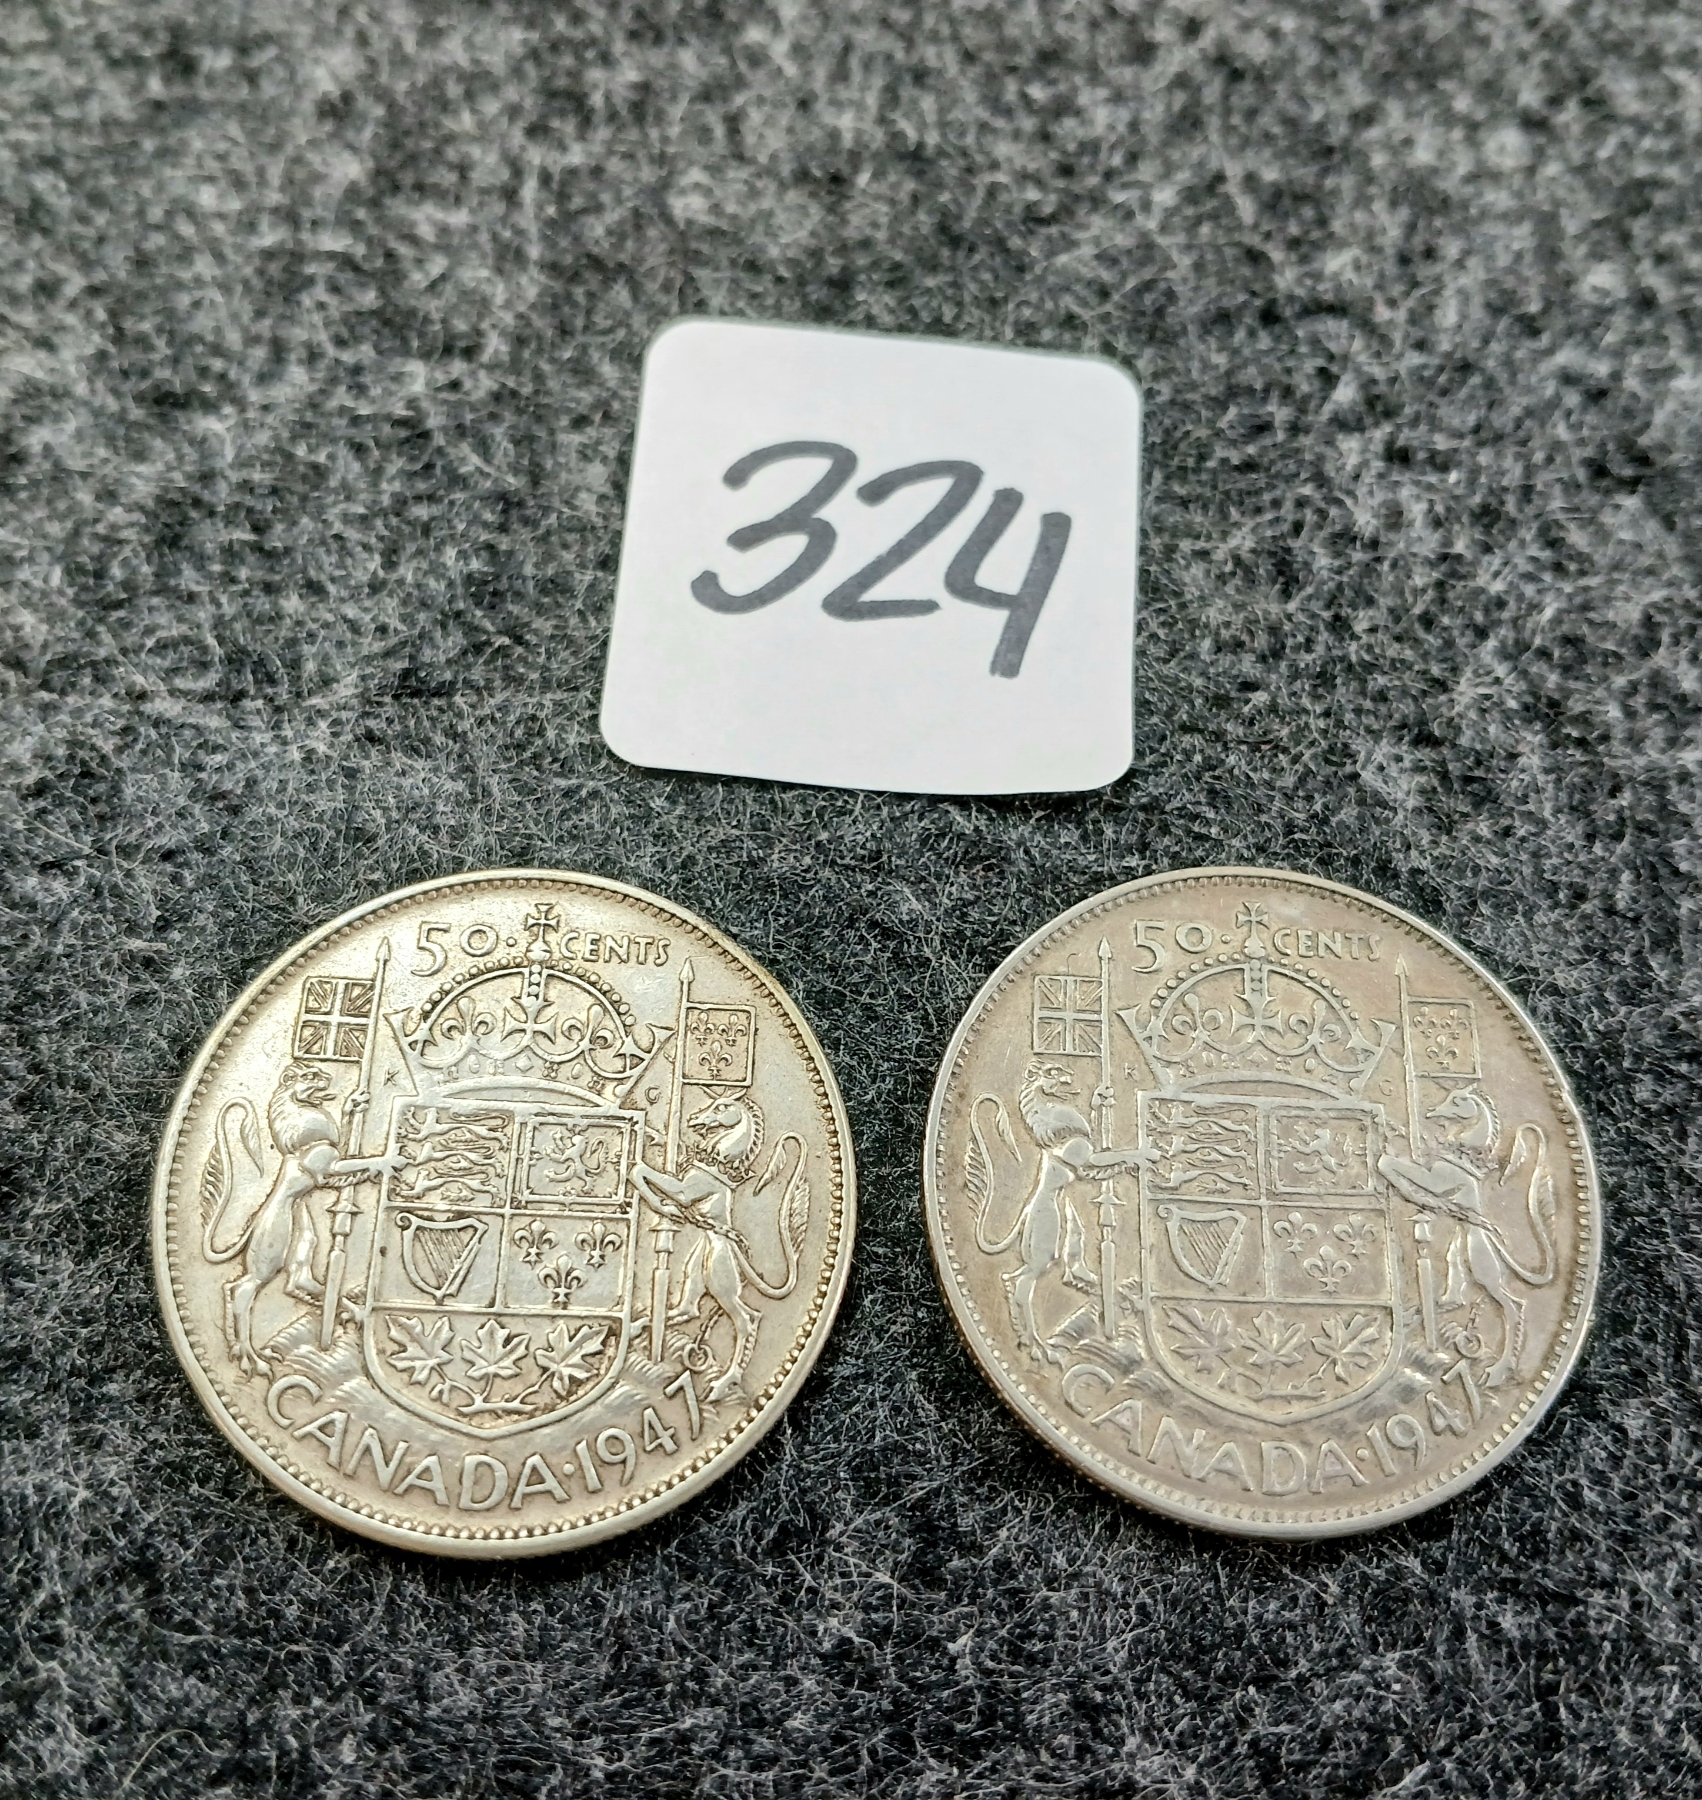 324
50·CENTS
K G
CANADA·1947
50·CENTS
K G
CANADA·1947